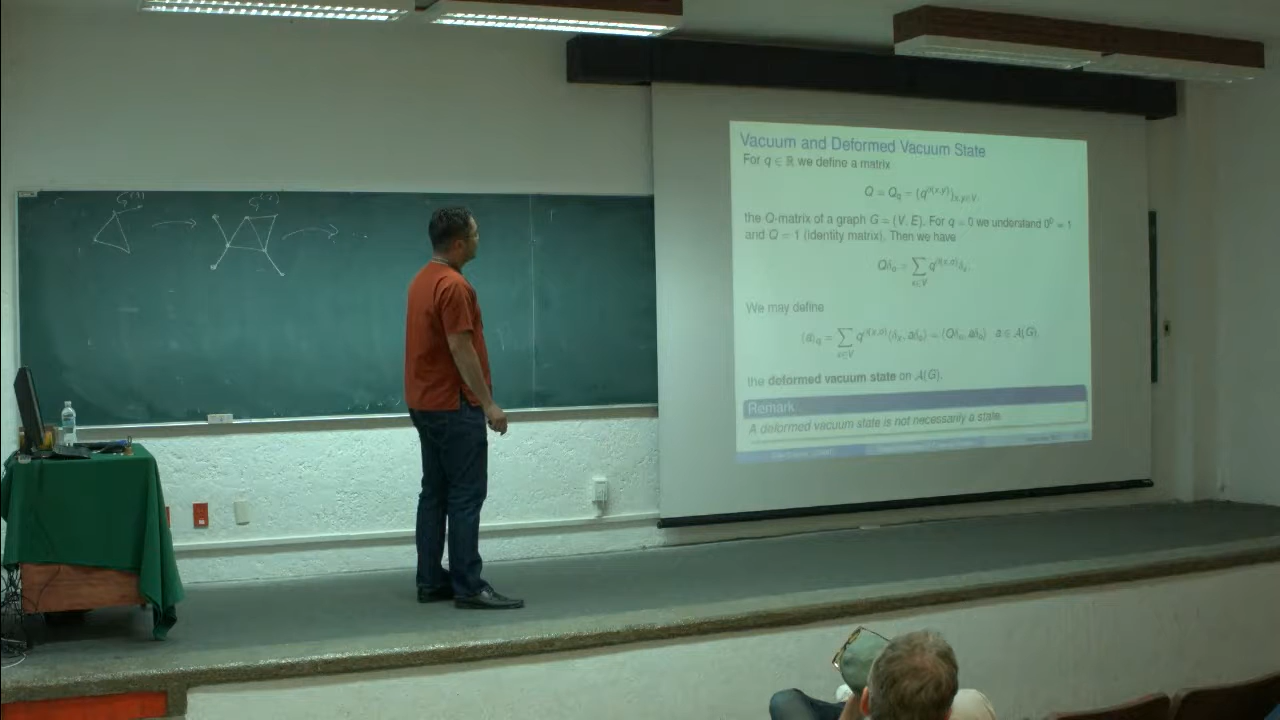 G^(1) G^(2)
Vacuum and Deformed Vacuum State
For q ∈ ℝ we define a matrix
Q = Q_q = (q^{∂(x,y)})_{x,y∈V}.
the Q-matrix of a graph G = (V, E). For q = 0 we understand 0^0 = 1
and Q = 1 (identity matrix). Then we have
Qδ_o = ∑_{x∈V} q^{∂(x,o)} δ_x.
We may define
⟨a⟩_q = ∑_{x∈V} q^{∂(x,o)} ⟨δ_x, aδ_o⟩ = ⟨Qδ_o, aδ_o⟩ a ∈ A(G).
the deformed vacuum state on A(G).
Remark
A deformed vacuum state is not necessarily a state.